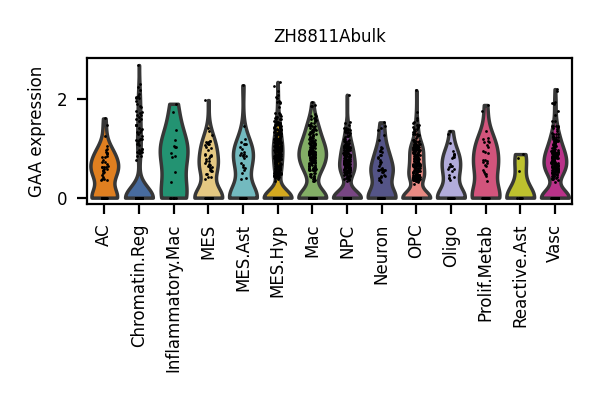 ZH8811Abulk
GAA expression
2
0
AC
Chromatin.Reg
Inflammatory.Mac
MES
MES.Ast
MES.Hyp
Mac
NPC
Neuron
OPC
Oligo
Prolif.Metab
Reactive.Ast
Vasc